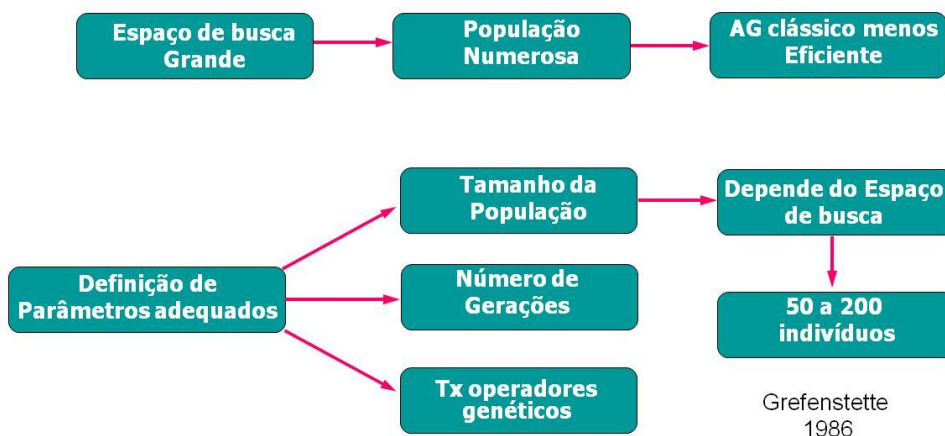 Espaço de busca
Grande
População
Numerosa
AG clássico menos
Eficiente
Tamanho da
População
Depende do Espaço
de busca
Definição de
Parâmetros adequados
Número de
Gerações
50 a 200
indivíduos
Tx operadores
genéticos
Grefenstette
1986